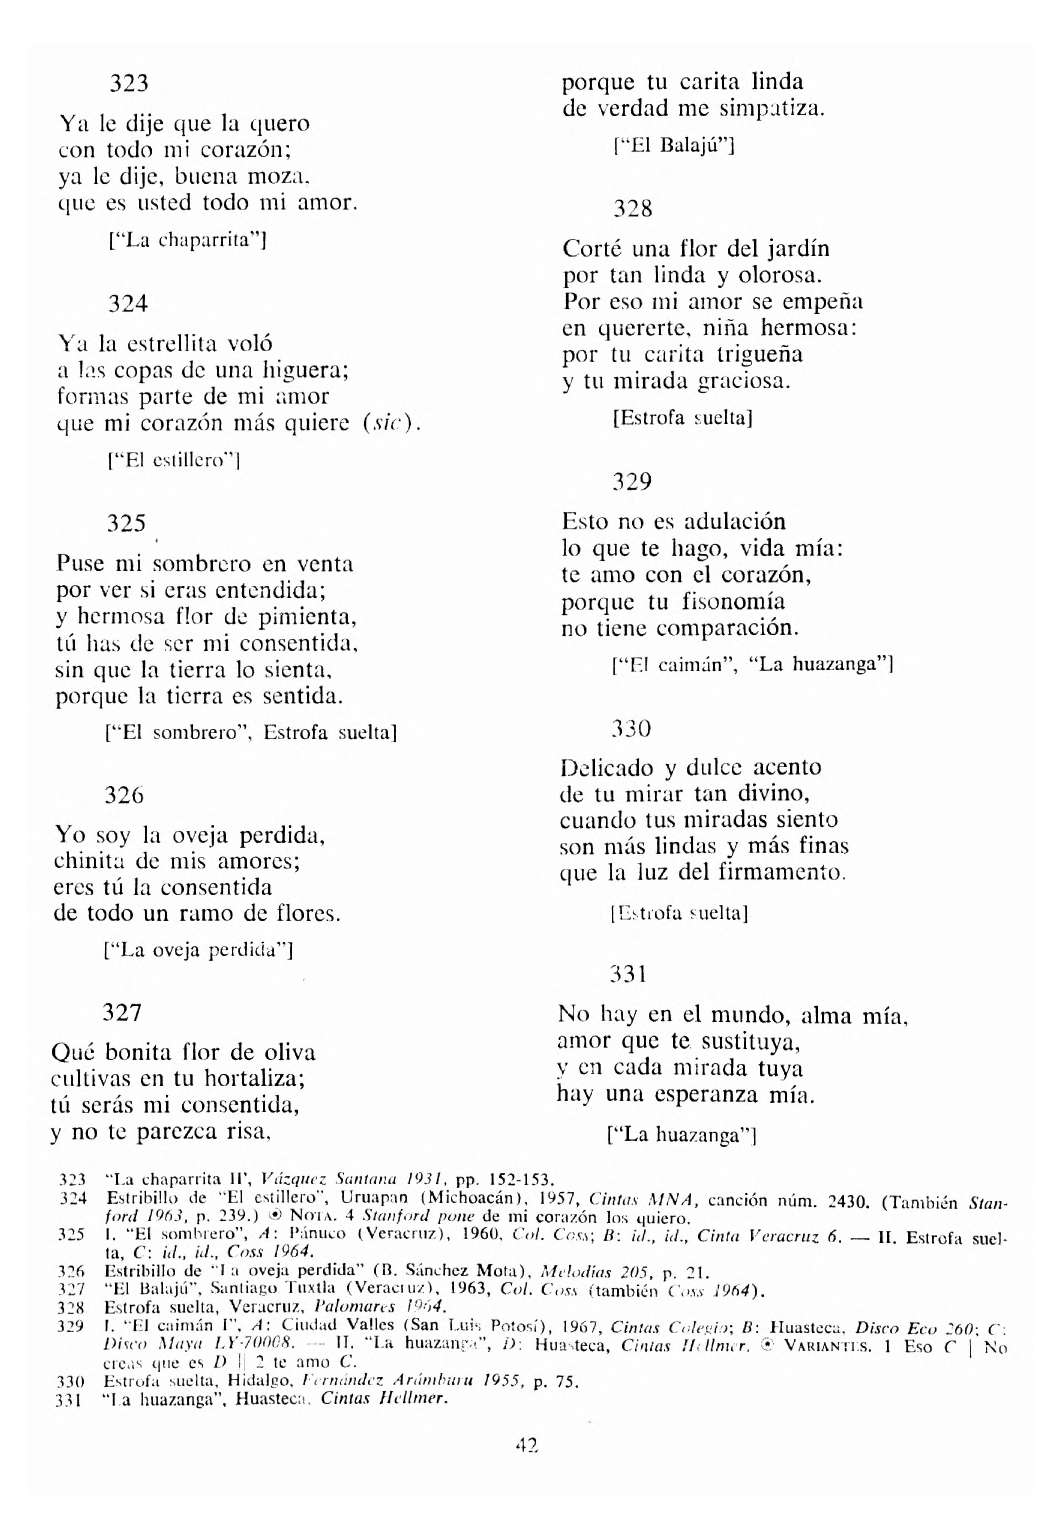 323
Ya le dije que la quero
con todo mi corazón;
ya le dije, buena moza,
que es usted todo mi amor.
["La chaparrita"]
324
Ya la estrellita voló
a las copas de una higuera;
formas parte de mi amor
que mi corazón más quiere (sic).
["El estillero"]
325
Puse mi sombrero en venta
por ver si eras entendida;
y hermosa flor de pimienta,
tú has de ser mi consentida,
sin que la tierra lo sienta,
porque la tierra es sentida.
["El sombrero", Estrofa suelta]
326
Yo soy la oveja perdida,
chinita de mis amores;
eres tú la consentida
de todo un ramo de flores.
["La oveja perdida"]
327
Qué bonita flor de oliva
cultivas en tu hortaliza;
tú serás mi consentida,
y no te parezca risa,
porque tu carita linda
de verdad me simpatiza.
["El Balajú"]
328
Corté una flor del jardín
por tan linda y olorosa.
Por eso mi amor se empeña
en quererte, niña hermosa:
por tu carita trigueña
y tu mirada graciosa.
[Estrofa suelta]
329
Esto no es adulación
lo que te hago, vida mía:
te amo con el corazón,
porque tu fisonomía
no tiene comparación.
["El caimán", "La huazanga"]
330
Delicado y dulce acento
de tu mirar tan divino,
cuando tus miradas siento
son más lindas y más finas
que la luz del firmamento.
[Estrofa suelta]
331
No hay en el mundo, alma mía,
amor que te sustituya,
y en cada mirada tuya
hay una esperanza mía.
["La huazanga"]
323 "La chaparrita II", Vázquez Santana 1931, pp. 152-153.
324 Estribillo de "El estillero", Uruapan (Michoacán), 1957, Cintas MNA, canción núm. 2430. (También Stan-
ford 1963, p. 239.) ⊙ NOTA. 4 Stanford pone de mi corazón los quiero.
325 I. "El sombrero", A: Pánuco (Veracruz), 1960, Col. Coss; B: id., id., Cinta Veracruz 6. — II. Estrofa suel-
ta, C: id., id., Coss 1964.
326 Estribillo de "La oveja perdida" (B. Sánchez Mota), Melodías 205, p. 21.
327 "El Balajú", Santiago Tuxtla (Veracruz), 1963, Col. Coss (también Coss 1964).
328 Estrofa suelta, Veracruz, Palomares 1964.
329 I. "El caimán I", A: Ciudad Valles (San Luis Potosí), 1967, Cintas Colegio; B: Huasteca, Disco Eco 260; C:
Disco Maya LY-70008. — II. "La huazanga", D: Huasteca, Cintas Hellmer. ⊙ VARIANTES. 1 Eso C | No
creas que es D || 2 te amo C.
330 Estrofa suelta, Hidalgo, Fernández Arámburu 1955, p. 75.
331 "La huazanga", Huasteca, Cintas Hellmer.
42